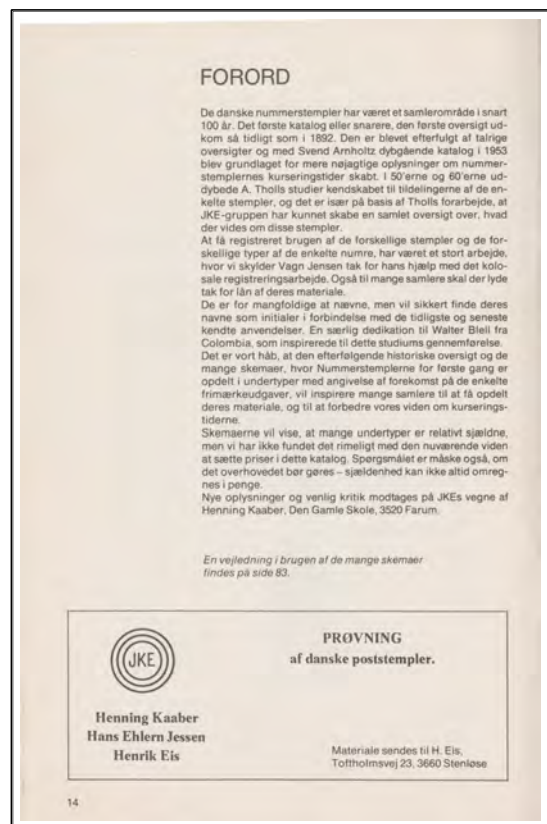 FORORD
De danske nummerstempler har været et samlerområde i snart
100 år. Det første katalog eller snarere, den første oversigt ud-
kom så tidligt som i 1892. Den er blevet efterfulgt af talrige
oversigter og med Svend Arnholtz dybgående katalog i 1953
blev grundlaget for mere nøjagtige oplysninger om nummer-
stemplernes kurseringstider skabt. I 50'erne og 60'erne ud-
dybede A. Tholls studier kendskabet til tildelingerne af de en-
kelte stempler, og det er især på basis af Tholls forarbejde, at
JKE-gruppen har kunnet skabe en samlet oversigt over, hvad
der vides om disse stempler.
At få registreret brugen af de forskellige stempler og de for-
skellige typer af de enkelte numre, har været et stort arbejde,
hvor vi skylder Vagn Jensen tak for hans hjælp med det kolo-
sale registreringsarbejde. Også til mange samlere skal der lyde
tak for lån af deres materiale.
De er for mangfoldige at nævne, men vil sikkert finde deres
navne som initialer i forbindelse med de tidligste og seneste
kendte anvendelser. En særlig dedikation til Walter Blell fra
Colombia, som inspirerede til dette studiums gennemførelse.
Det er vort håb, at den efterfølgende historiske oversigt og de
mange skemaer, hvor Nummerstemplerne for første gang er
opdelt i undertyper med angivelse af forekomst på de enkelte
frimærkeudgaver, vil inspirere mange samlere til at få opdelt
deres materiale, og til at forbedre vores viden om kurserings-
tiderne.
Skemaerne vil vise, at mange undertyper er relativt sjældne,
men vi har ikke fundet det rimeligt med den nuværende viden
at sætte priser i dette katalog. Spørgsmålet er måske også, om
det overhovedet bør gøres – sjældenhed kan ikke altid omreg-
nes i penge.
Nye oplysninger og venlig kritik modtages på JKEs vegne af
Henning Kaaber, Den Gamle Skole, 3520 Farum.
En vejledning i brugen af de mange skemaer
findes på side 83.
JKE
Henning Kaaber
Hans Ehlern Jessen
Henrik Eis
PRØVNING
af danske poststempler.
Materiale sendes til H. Eis,
Toftholmsvej 23, 3660 Stenløse
14